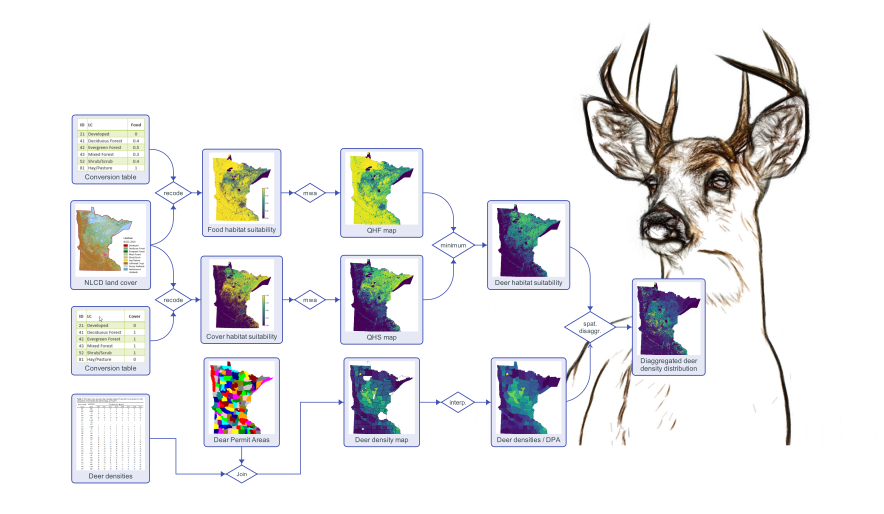 ID LC Food
21 Developed 0
41 Deciduous Forest 0.4
42 Evergreen Forest 0.3
43 Mixed Forest 0.3
52 Shrub/Scrub 0.4
81 Hay/Pasture 1
Conversion table
recode
Food habitat suitability
mwa
QHF map
NLCD land cover
minimum
Deer habitat suitability
recode
Cover habitat suitability
mwa
QHS map
ID LC Cover
21 Developed 0
41 Deciduous Forest 1
42 Evergreen Forest 1
43 Mixed Forest 1
52 Shrub/Scrub 1
81 Hay/Pasture 0
Conversion table
spat.
disaggr.
Diaggregated deer
density distribution
Dear Permit Areas
Deer density map
interp.
Deer densities / DPA
Deer densities
Join